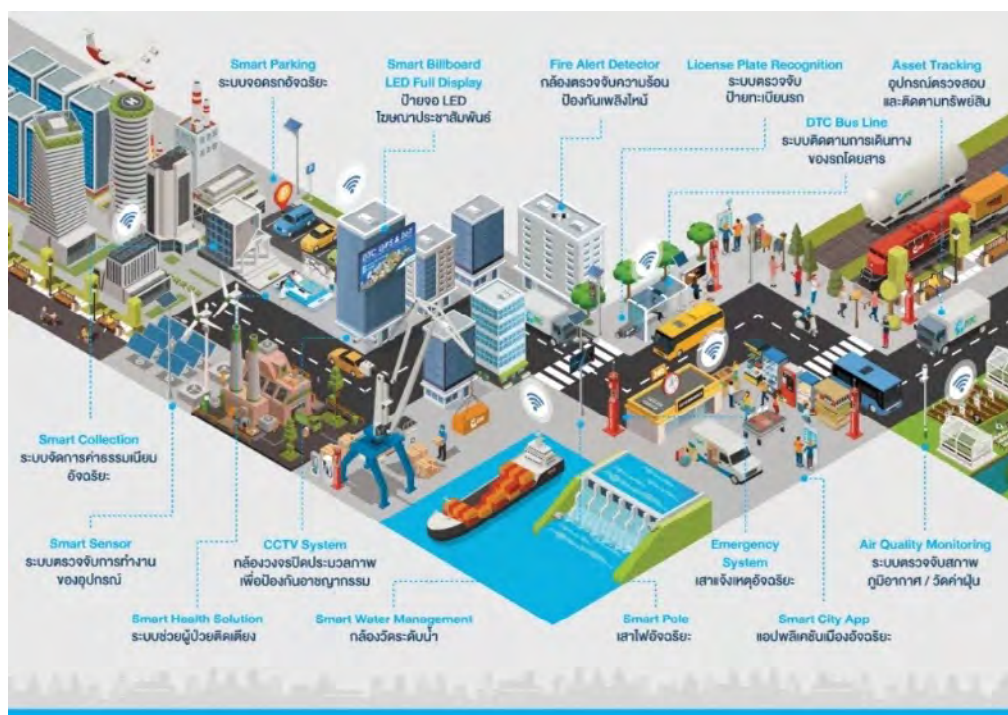 Smart Parking
ระบบจอดรถอัจฉริยะ
Smart Billboard
LED Full Display
ป้ายจอ LED
โฆษณาประชาสัมพันธ์
Fire Alert Detector
กล้องตรวจจับความร้อน
ป้องกันเพลิงไหม้
License Plate Recognition
ระบบตรวจจับ
ป้ายทะเบียนรถ
Asset Tracking
อุปกรณ์ตรวจสอบ
และติดตามทรัพย์สิน
DTC Bus Line
ระบบติดตามการเดินทาง
ของรถโดยสาร
H
P
DTC GPS & IOT
Smart Collection
ระบบจัดการค่าธรรมเนียม
อัจฉริยะ
Smart Sensor
ระบบตรวจจับการทำงาน
ของอุปกรณ์
CCTV System
กล้องวงจรปิดประมวลภาพ
เพื่อป้องกันอาชญากรรม
Emergency
System
เสาแจ้งเหตุอัจฉริยะ
Air Quality Monitoring
ระบบตรวจจับสภาพ
ภูมิอากาศ / วัดค่าฝุ่น
Smart Health Solution
ระบบช่วยผู้ป่วยติดเตียง
Smart Water Management
กล้องวัดระดับน้ำ
Smart Pole
เสาไฟอัจฉริยะ
Smart City App
แอปพลิเคชันเมืองอัจฉริยะ